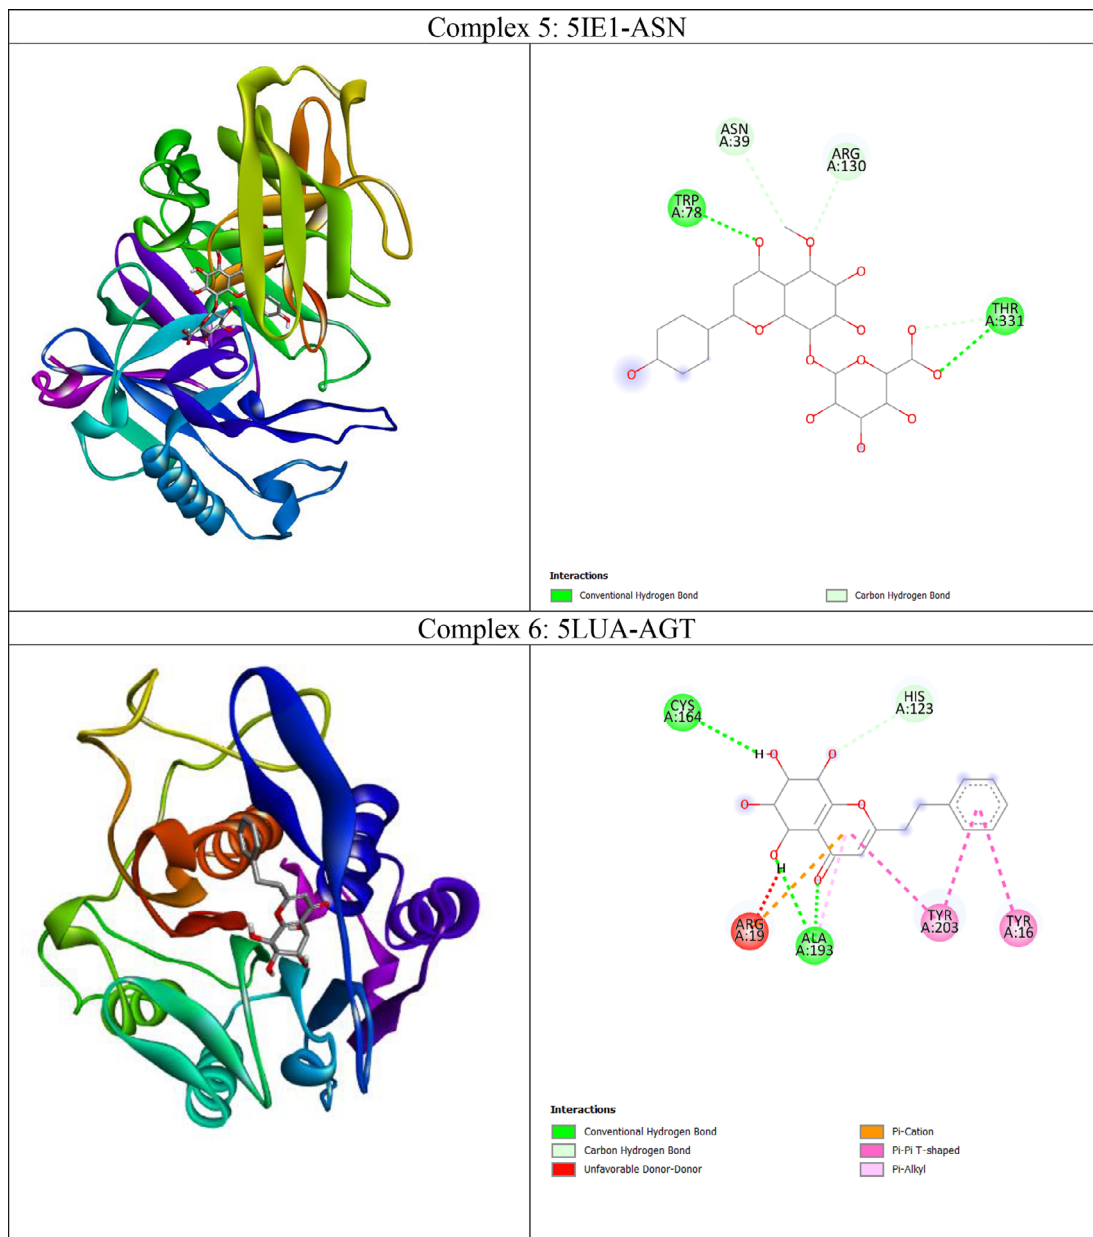 Complex 5: 5IE1-ASN
ASN
A:39
ARG
A:130
TRP
A:78
THR
A:331
O
O
O
O
O
O
O
O
O
O
O
O
O
O
Interactions
Conventional Hydrogen Bond
Carbon Hydrogen Bond
Complex 6: 5LUA-AGT
CYS
A:164
HIS
A:123
H
O
O
O
O
O
H
O
ARG
A:19
ALA
A:193
TYR
A:203
TYR
A:16
Interactions
Conventional Hydrogen Bond
Pi-Cation
Carbon Hydrogen Bond
Pi-Pi T-shaped
Unfavorable Donor-Donor
Pi-Alkyl